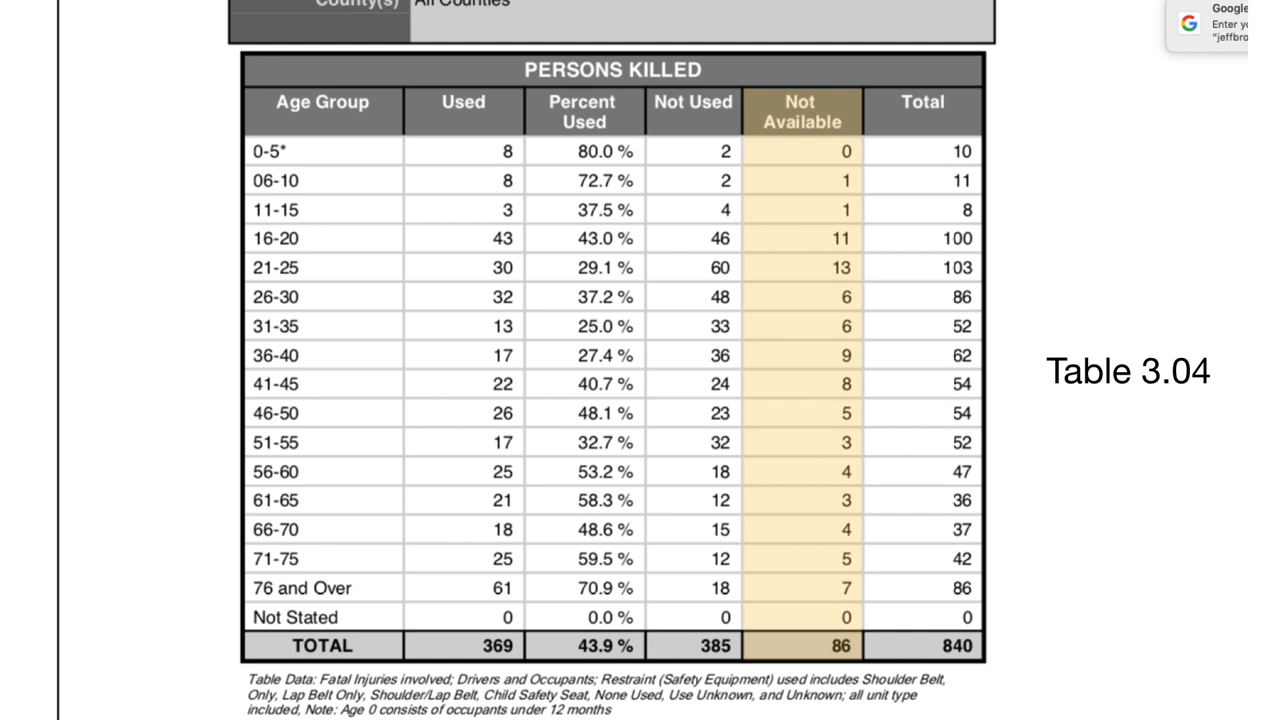 County(s) All Counties
Google
Enter
PERSONS KILLED
Age Group Used Percent Used Not Used Not Available Total
0-5* 8 80.0 % 2 0 10
06-10 8 72.7 % 2 1 11
11-15 3 37.5 % 4 1 8
16-20 43 43.0 % 46 11 100
21-25 30 29.1 % 60 13 103
26-30 32 37.2 % 48 6 86
31-35 13 25.0 % 33 6 52
36-40 17 27.4 % 36 9 62
41-45 22 40.7 % 24 8 54
46-50 26 48.1 % 23 5 54
51-55 17 32.7 % 32 3 52
56-60 25 53.2 % 18 4 47
61-65 21 58.3 % 12 3 36
66-70 18 48.6 % 15 4 37
71-75 25 59.5 % 12 5 42
76 and Over 61 70.9 % 18 7 86
Not Stated 0 0.0 % 0 0 0
TOTAL 369 43.9 % 385 86 840
Table 3.04
Table Data: Fatal Injuries involved; Drivers and Occupants; Restraint (Safety Equipment) used includes Shoulder Belt,
Only, Lap Belt Only, Shoulder/Lap Belt, Child Safety Seat, None Used, Use Unknown, and Unknown; all unit type
included, Note: Age 0 consists of occupants under 12 months